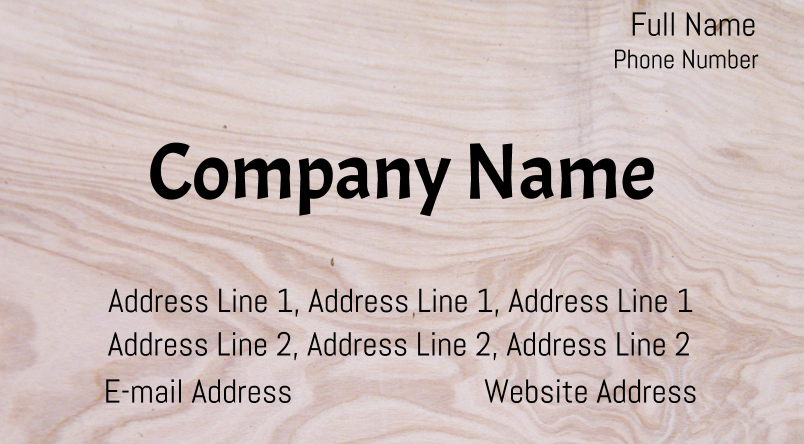 Full Name
Phone Number
Company Name
Address Line 1, Address Line 1, Address Line 1
Address Line 2, Address Line 2, Address Line 2
E-mail Address Website Address